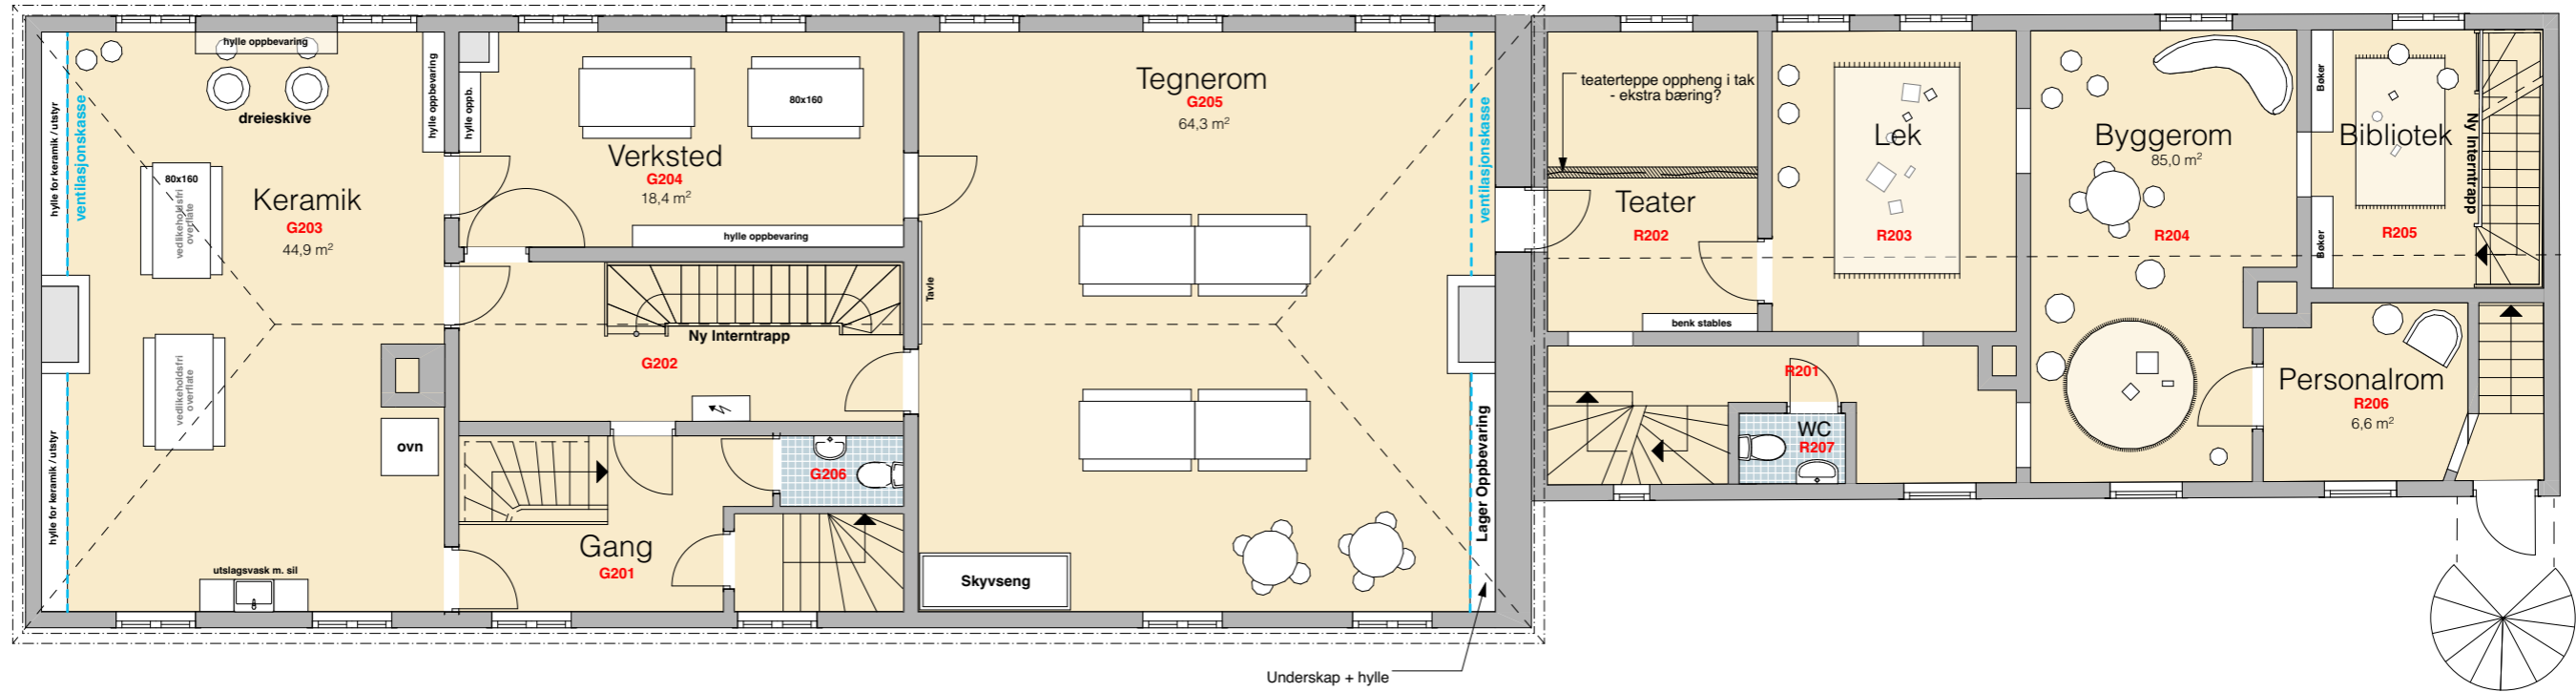 hylle oppbevaring
hylle for keramik / utstyr
ventilasjonskasse
dreieskive
hylle oppbevaring
80x160
vedlikeholdsfri
overflate
Keramik
G203
44,9 m²
vedlikeholdsfri
overflate
hylle for keramik / utstyr
ovn
utslagsvask m. sil
hylle oppb.
80x160
Verksted
G204
18,4 m²
hylle oppbevaring
Ny Interntrapp
G202
G206
Gang
G201
Tegnerom
G205
64,3 m²
Tavle
ventilasjonskasse
Lager Oppbevaring
Skyvseng
Underskap + hylle
teaterteppe oppheng i tak
- ekstra bæring?
Teater
R202
benk stables
Lek
R203
R201
WC
R207
Byggerom
85,0 m²
R204
Bøker
Bibliotek
R205
Bøker
Bøker
Ny Interntrapp
Personalrom
R206
6,6 m²